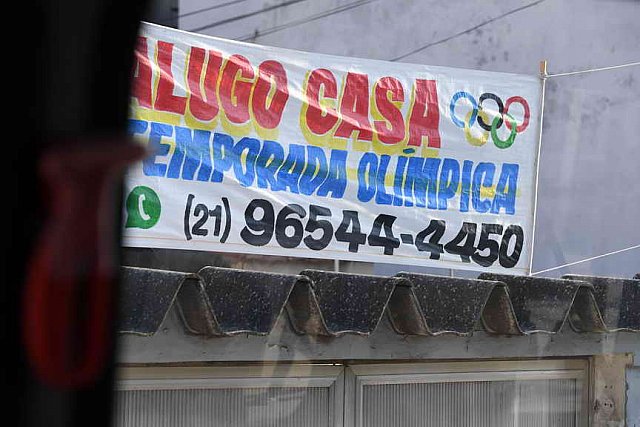 ALUGO CASA
TEMPORADA OLÍMPICA
(21) 96544-4450